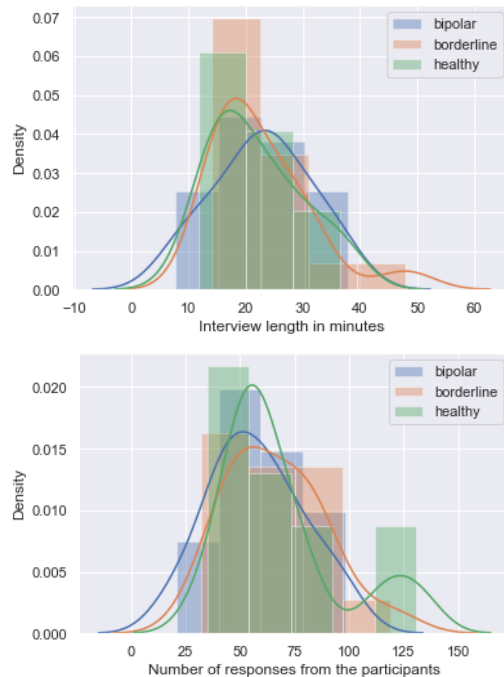 0.07
0.06
0.05
0.04
0.03
0.02
0.01
0.00
Density
bipolar
borderline
healthy
−10 0 10 20 30 40 50 60
Interview length in minutes
0.020
0.015
0.010
0.005
0.000
Density
bipolar
borderline
healthy
0 25 50 75 100 125 150
Number of responses from the participants